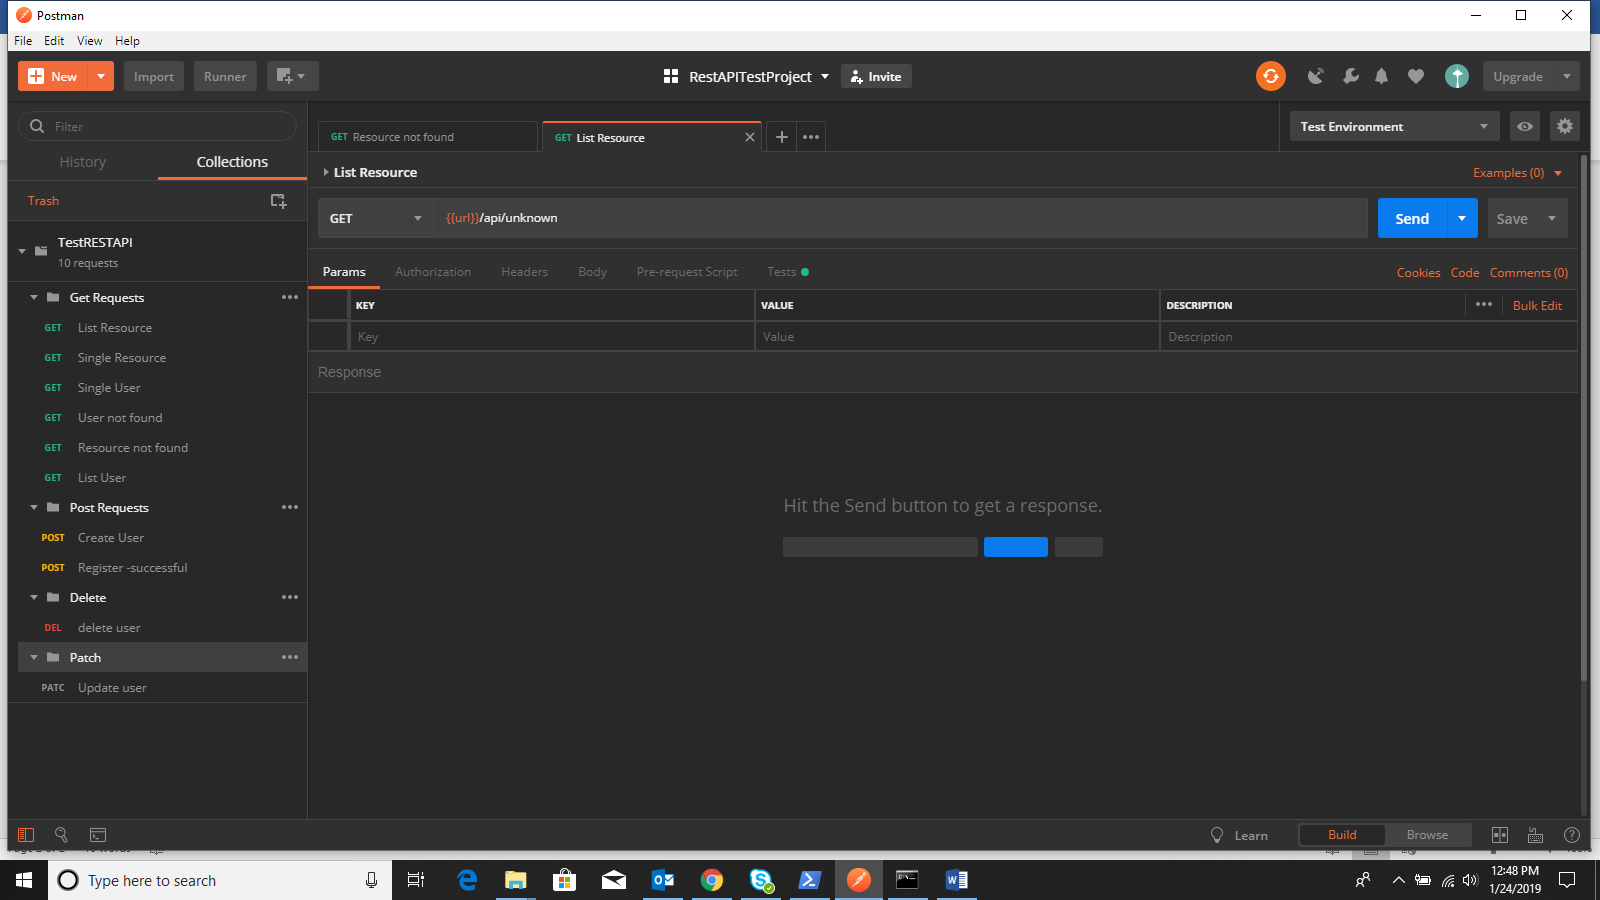 Postman
File Edit View Help
New Import Runner RestAPITestProject Invite Upgrade
Filter
History Collections
Trash
TestRESTAPI
10 requests
Get Requests
GET List Resource
GET Single Resource
GET Single User
GET User not found
GET Resource not found
GET List User
Post Requests
POST Create User
POST Register -successful
Delete
DEL delete user
Patch
PATC Update user
GET Resource not found GET List Resource
Test Environment
List Resource
Examples (0)
GET {{url}}/api/unknown Send Save
Params Authorization Headers Body Pre-request Script Tests Cookies Code Comments (0)
KEY VALUE DESCRIPTION Bulk Edit
Key Value Description
Response
Hit the Send button to get a response.
Learn Build Browse
Type here to search
12:48 PM
1/24/2019